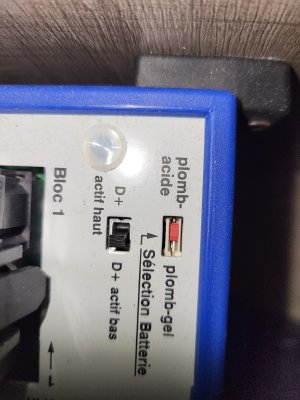 plomb-
acide
plomb-gel
Sélection Batterie
D+
actif haut
D+ actif bas
Bloc 1